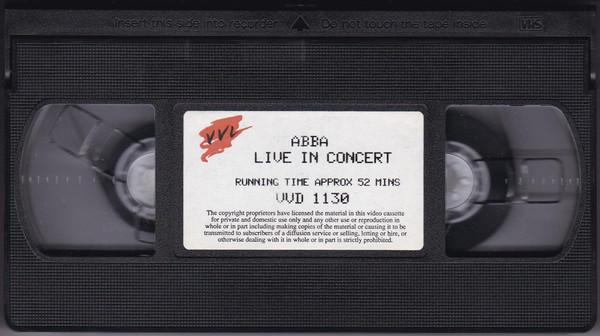 Insert this side into recorder
Do not touch the tape inside
VHS
VVL
ABBA
LIVE IN CONCERT
RUNNING TIME APPROX 52 MINS
VVD 1130
The copyright proprietors have licensed the material in this video cassette
for private and domestic use only and any other use or reproduction in
whole or in part including making copies of the material or causing it to be
transmitted to subscribers of a diffusion service or selling, letting or hire, or
otherwise dealing with it in whole or in part is strictly prohibited.